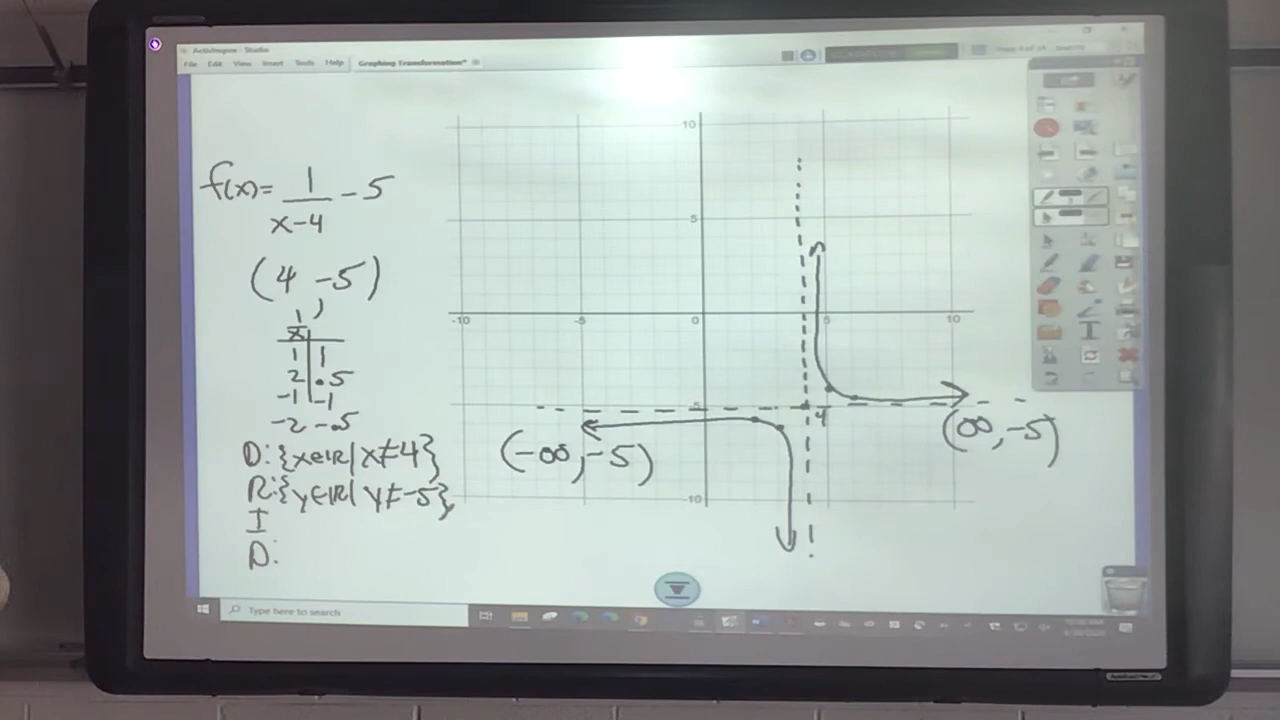 ActivInspire - Studio
File Edit View Insert Tools Help Graphing Transformation*
f(x)= 1/(x-4) -5
(4, -5)
1/x
1 | 1
2 | .5
-1 | -1
-2 -.5
D: {x∈ℝ| x≠4}
R: {y∈ℝ| y≠-5}
I
D:
10
5
-10 -5 0 5 10
-5
4
-10
(-∞, -5)
(∞, -5)
Type here to search